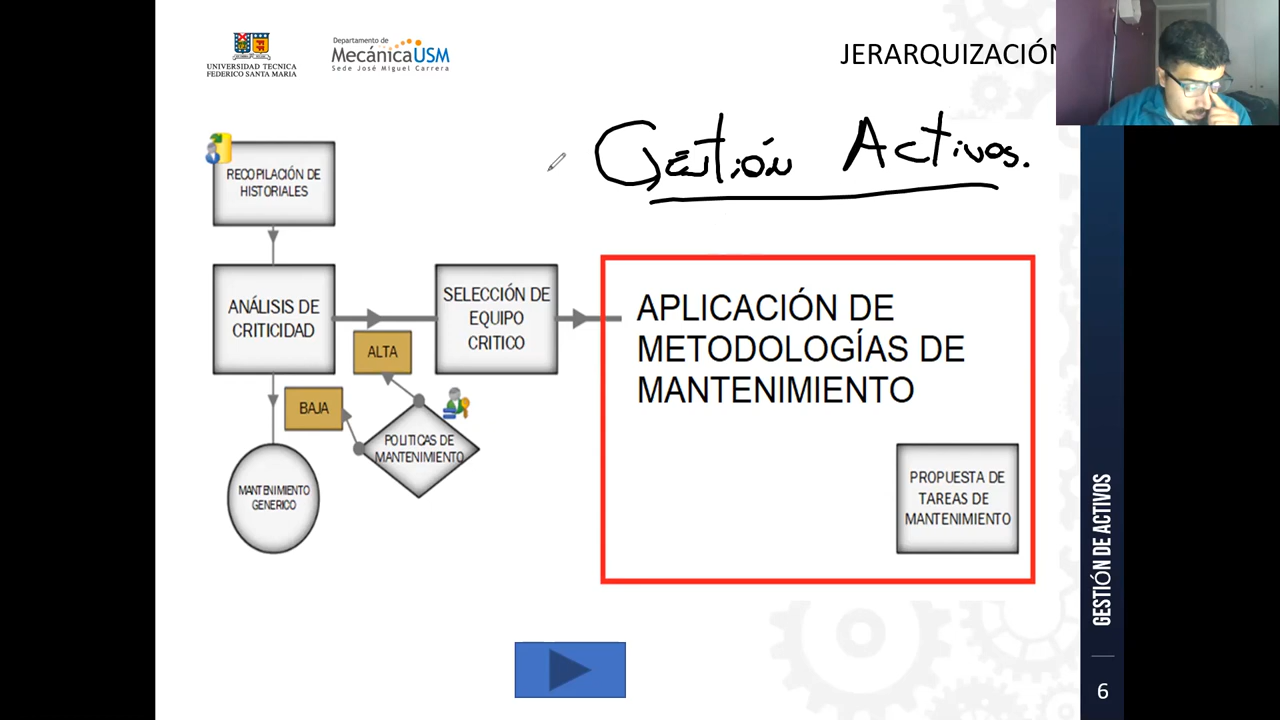 UNIVERSIDAD TECNICA
FEDERICO SANTA MARIA
Departamento de
MecánicaUSM
Sede José Miguel Carrera
JERARQUIZACIÓN
Gestión Activos.
RECOPILACIÓN DE
HISTORIALES
ANÁLISIS DE
CRITICIDAD
SELECCIÓN DE
EQUIPO
CRITICO
ALTA
BAJA
POLITICAS DE
MANTENIMIENTO
MANTENIMIENTO
GENERICO
APLICACIÓN DE
METODOLOGÍAS DE
MANTENIMIENTO
PROPUESTA DE
TAREAS DE
MANTENIMIENTO
GESTIÓN DE ACTIVOS
6